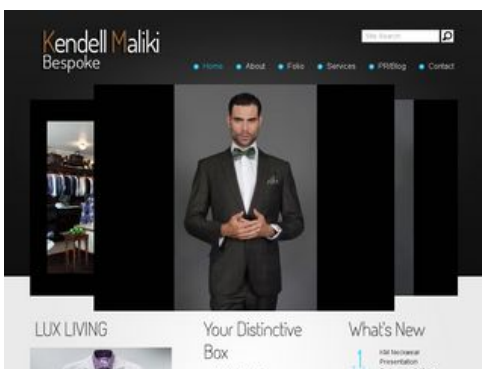 Kendell Maliki
Bespoke
Site Search
Home About Folio Services PR/Blog Contact
LUX LIVING
Your Distinctive
Box
What's New
KM Neckwear
Presentation